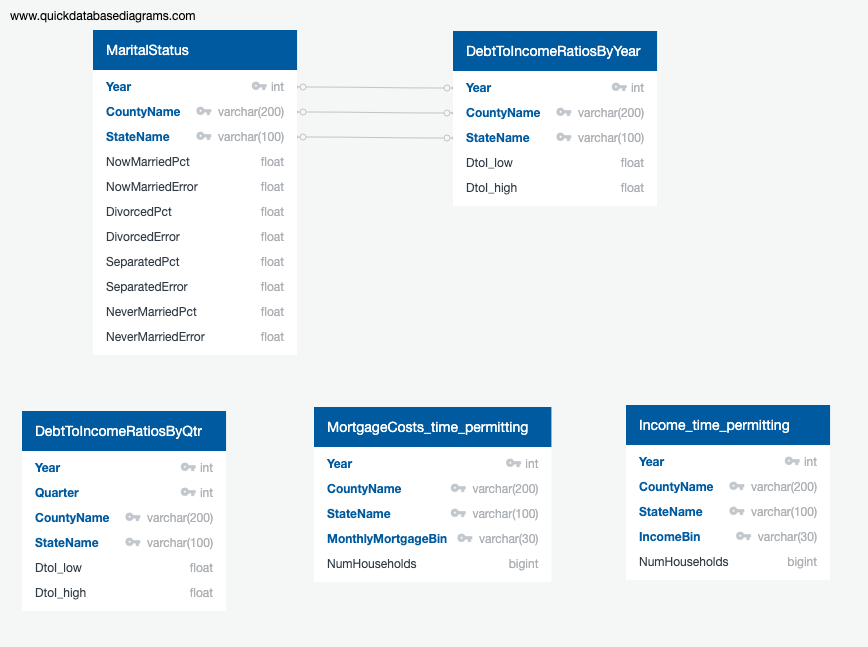 www.quickdatabasediagrams.com
MaritalStatus
Year int
CountyName varchar(200)
StateName varchar(100)
NowMarriedPct float
NowMarriedError float
DivorcedPct float
DivorcedError float
SeparatedPct float
SeparatedError float
NeverMarriedPct float
NeverMarriedError float
DebtToIncomeRatiosByYear
Year int
CountyName varchar(200)
StateName varchar(100)
DtoI_low float
DtoI_high float
DebtToIncomeRatiosByQtr
Year int
Quarter int
CountyName varchar(200)
StateName varchar(100)
DtoI_low float
DtoI_high float
MortgageCosts_time_permitting
Year int
CountyName varchar(200)
StateName varchar(100)
MonthlyMortgageBin varchar(30)
NumHouseholds bigint
Income_time_permitting
Year int
CountyName varchar(200)
StateName varchar(100)
IncomeBin varchar(30)
NumHouseholds bigint